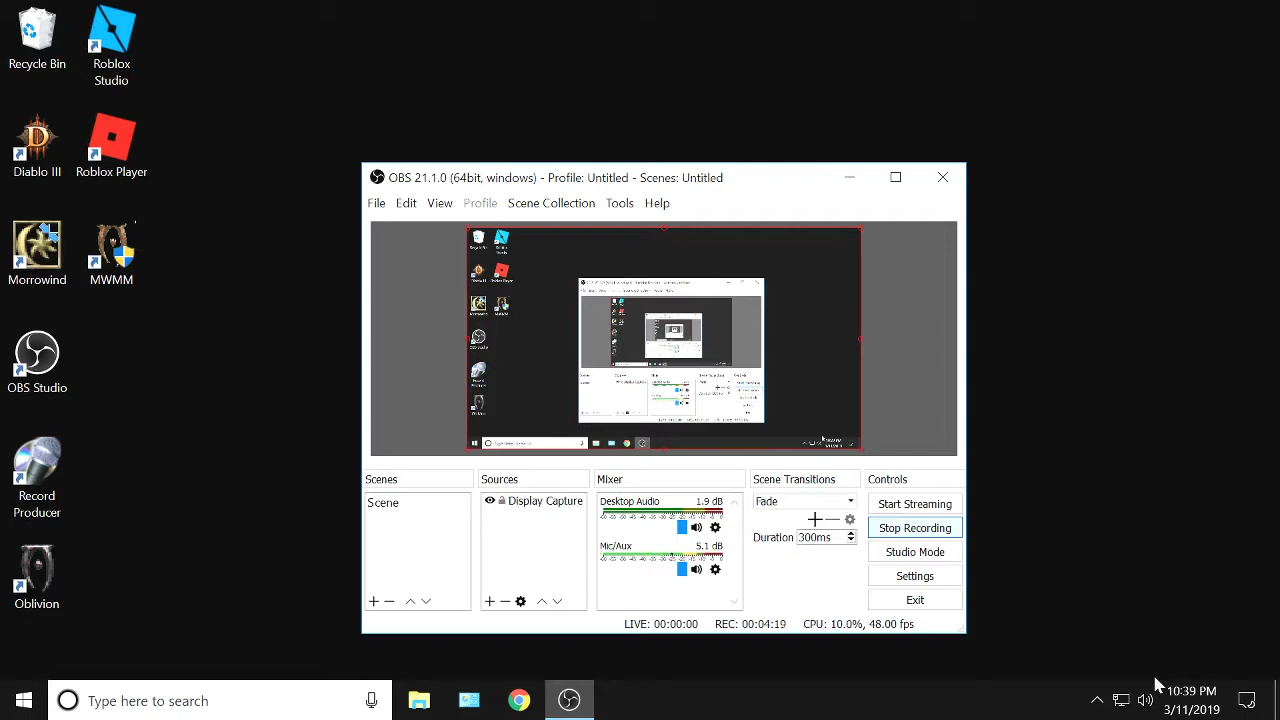 Recycle Bin
Roblox
Studio
Diablo III
Roblox Player
Morrowind
MWMM
OBS Studio
Record
Producer
Oblivion
OBS 21.1.0 (64bit, windows) - Profile: Untitled - Scenes: Untitled
File Edit View Profile Scene Collection Tools Help
Scenes
Scene
Sources
Display Capture
Mixer
Desktop Audio 1.9 dB
Mic/Aux 5.1 dB
Scene Transitions
Fade
Duration 300ms
Controls
Start Streaming
Stop Recording
Studio Mode
Settings
Exit
LIVE: 00:00:00 REC: 00:04:19 CPU: 10.0%, 48.00 fps
Type here to search
10:39 PM
3/11/2019